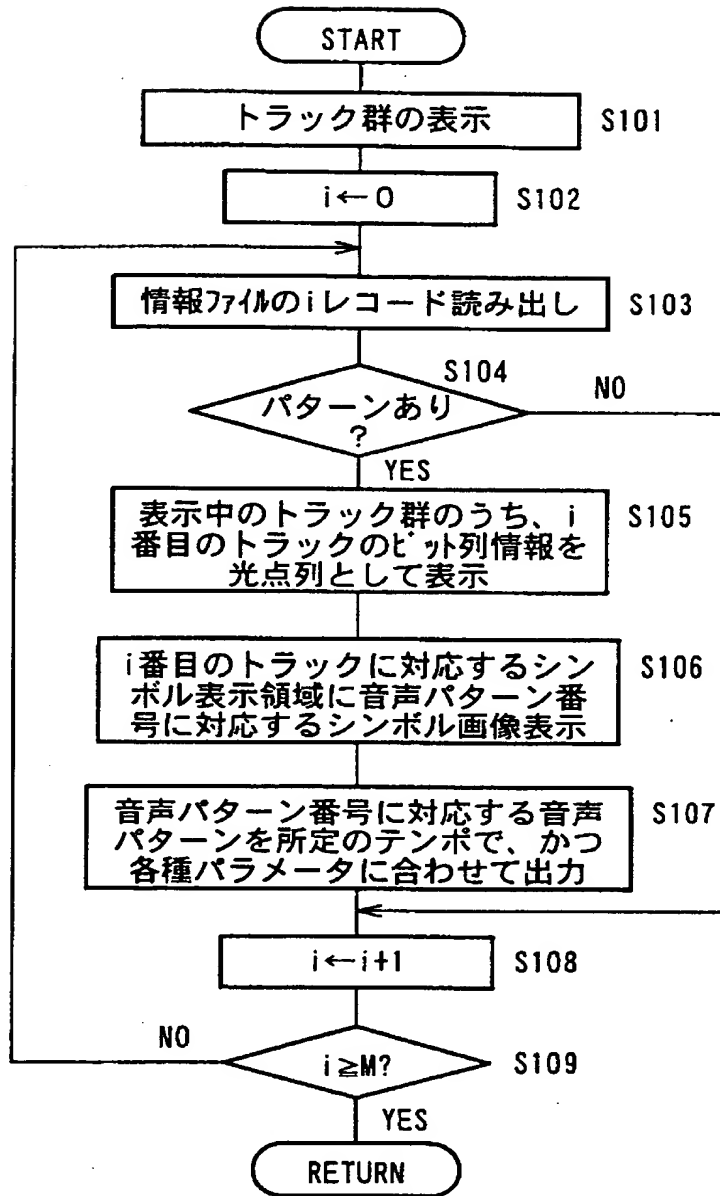 START
トラック群の表示 S101
i←0 S102
情報ファイルのiレコード読み出し S103
S104
パターンあり NO
?
YES
表示中のトラック群のうち、i S105
番目のトラックのビット列情報を
光点列として表示
i番目のトラックに対応するシン S106
ボル表示領域に音声パターン番
号に対応するシンボル画像表示
音声パターン番号に対応する音声 S107
パターンを所定のテンポで、かつ
各種パラメータに合わせて出力
i←i+1 S108
NO
i≧M? S109
YES
RETURN